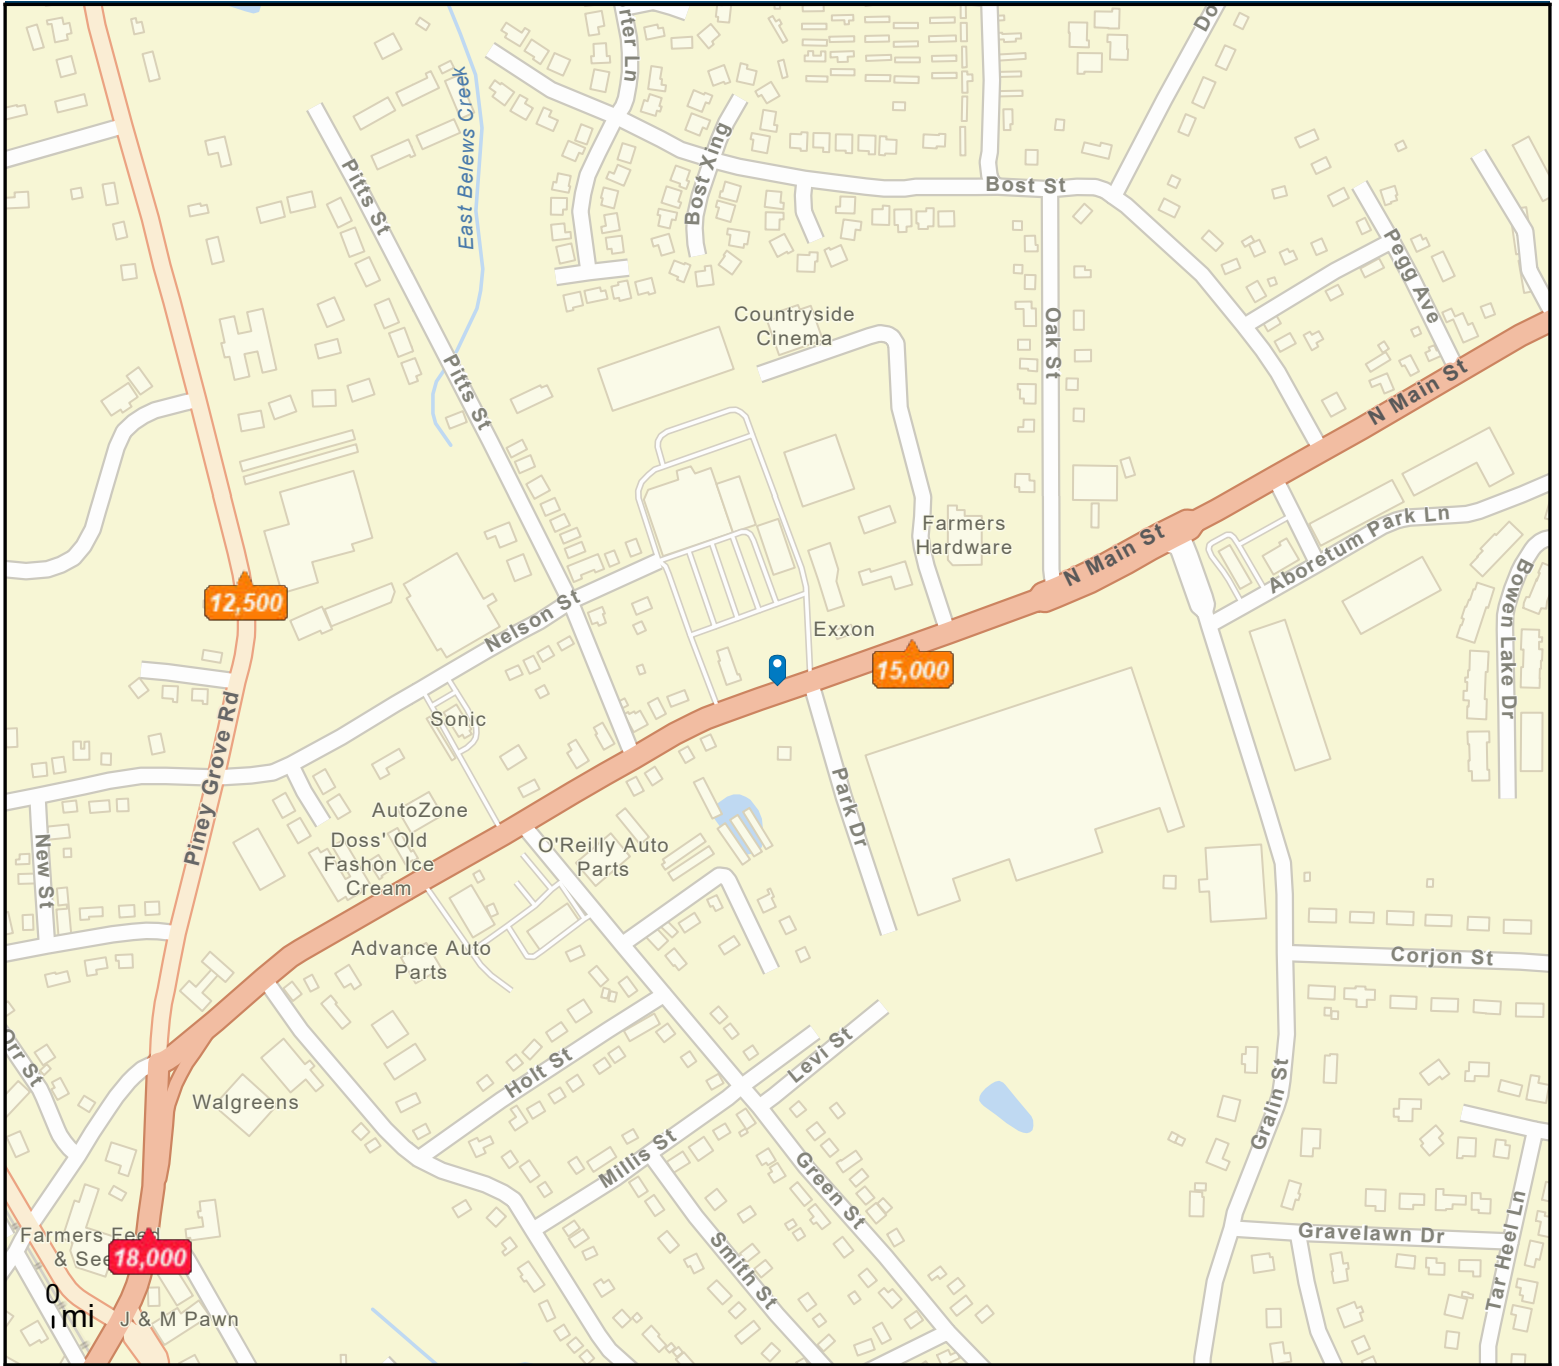 rter Ln
Do
East Belews Creek
Pitts St
Bost Xing
Bost St
Pegg Ave
Countryside
Cinema
Oak St
Pitts St
N Main St
Farmers
Hardware
N Main St
Aboretum Park Ln
Bowen Lake Dr
12,500
Nelson St
Exxon
15,000
Piney Grove Rd
Sonic
Park Dr
AutoZone
Doss' Old
Fashon Ice
Cream
O'Reilly Auto
Parts
New St
Advance Auto
Parts
Corjon St
Orr St
Holt St
Levi St
Walgreens
Gralin St
Millis St
Green St
Farmers Feed
& See
18,000
Smith St
Gravelawn Dr
Tar Heel Ln
0
mi
J & M Pawn